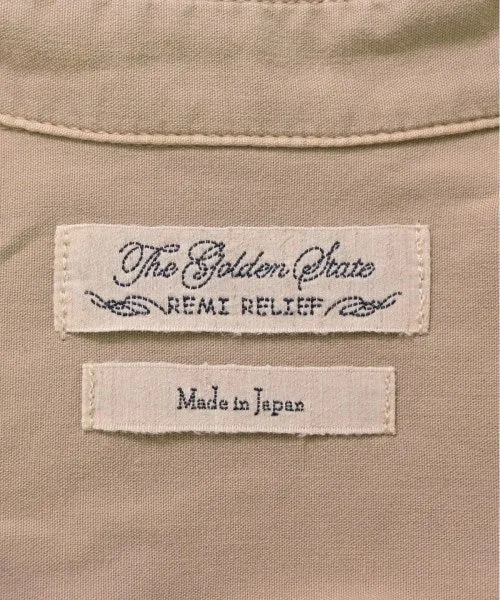 The Golden State
REMI RELIEF
Made in Japan